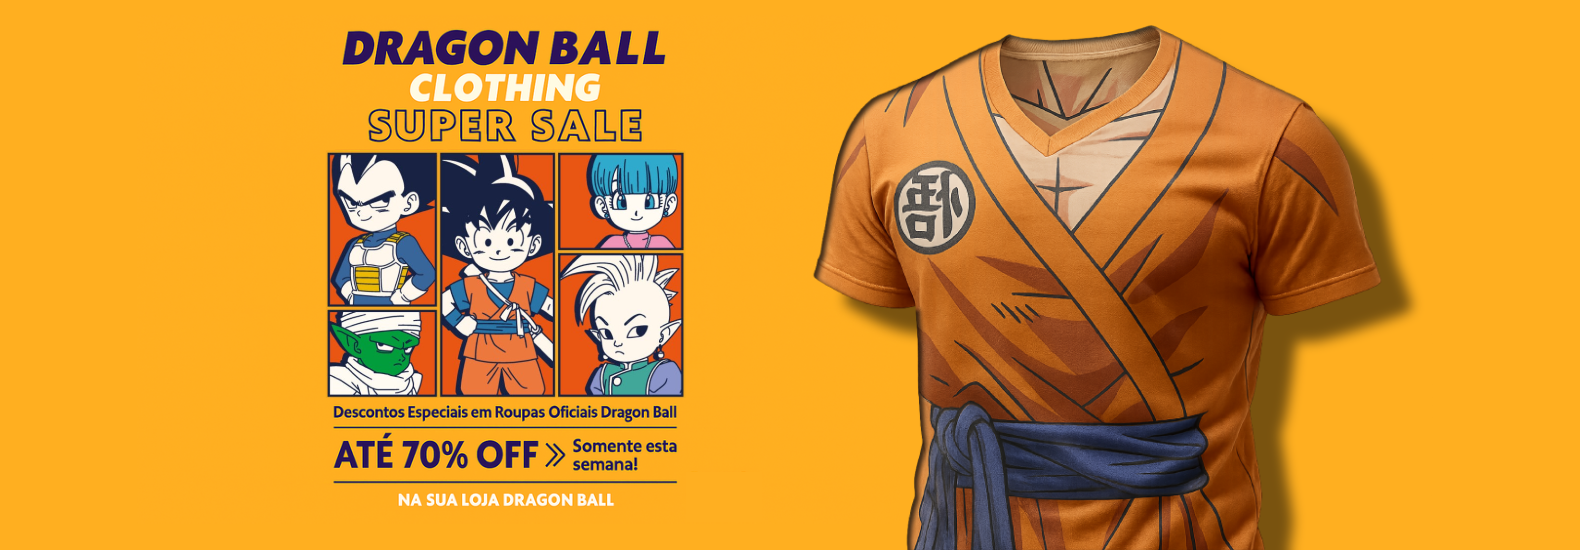 DRAGON BALL
CLOTHING
SUPER SALE
Descontos Especiais em Roupas Oficiais Dragon Ball
ATÉ 70% OFF » Somente esta
semana!
NA SUA LOJA DRAGON BALL
悟